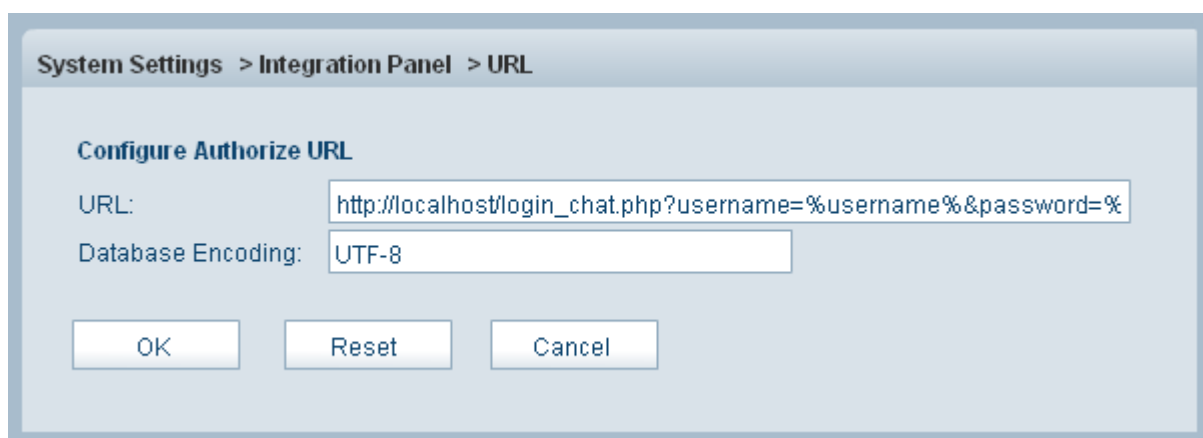 System Settings > Integration Panel > URL
Configure Authorize URL
URL: http://localhost/login_chat.php?username=%username%&password=%
Database Encoding: UTF-8
OK Reset Cancel